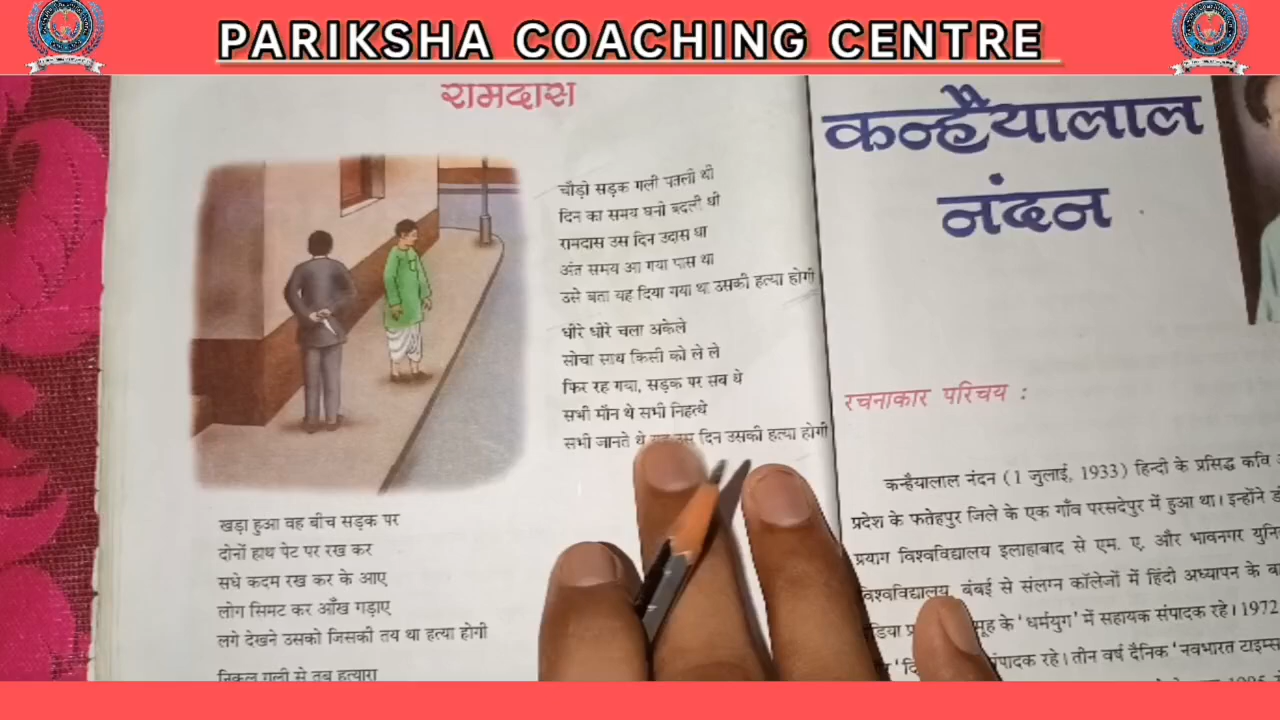 PARIKSHA COACHING CENTRE
रामदास
चौड़ी सड़क गली पतली थी
दिन का समय घनी बदली थी
रामदास उस दिन उदास था
अंत समय आ गया पास था
उसे बता यह दिया गया था उसकी हत्या होगी
धीरे धीरे चला अकेले
सोचा साथ किसी को ले ले
फिर रह गया, सड़क पर सब थे
सभी मौन थे सभी निहत्थे
सभी जानते थे यह उस दिन उसकी हत्या होगी
खड़ा हुआ वह बीच सड़क पर
दोनों हाथ पेट पर रख कर
सधे कदम रख कर के आए
लोग सिमट कर आँख गड़ाए
लगे देखने उसको जिसकी तय था हत्या होगी
निकल गली से तब हत्यारा
कन्हैयालाल
नंदन
रचनाकार परिचय :
कन्हैयालाल नंदन (1 जुलाई, 1933) हिन्दी के प्रसिद्ध कवि
प्रदेश के फतेहपुर जिले के एक गाँव परसदेपुर में हुआ था। इन्होंने
प्रयाग विश्वविद्यालय इलाहाबाद से एम. ए. और भावनगर
विश्वविद्यालय, बंबई से संलग्न कॉलेजों में हिंदी अध्यापन के
समूह के 'धर्मयुग' में सहायक संपादक रहे। 1972
संपादक रहे। तीन वर्ष दैनिक 'नवभारत टाइम्स